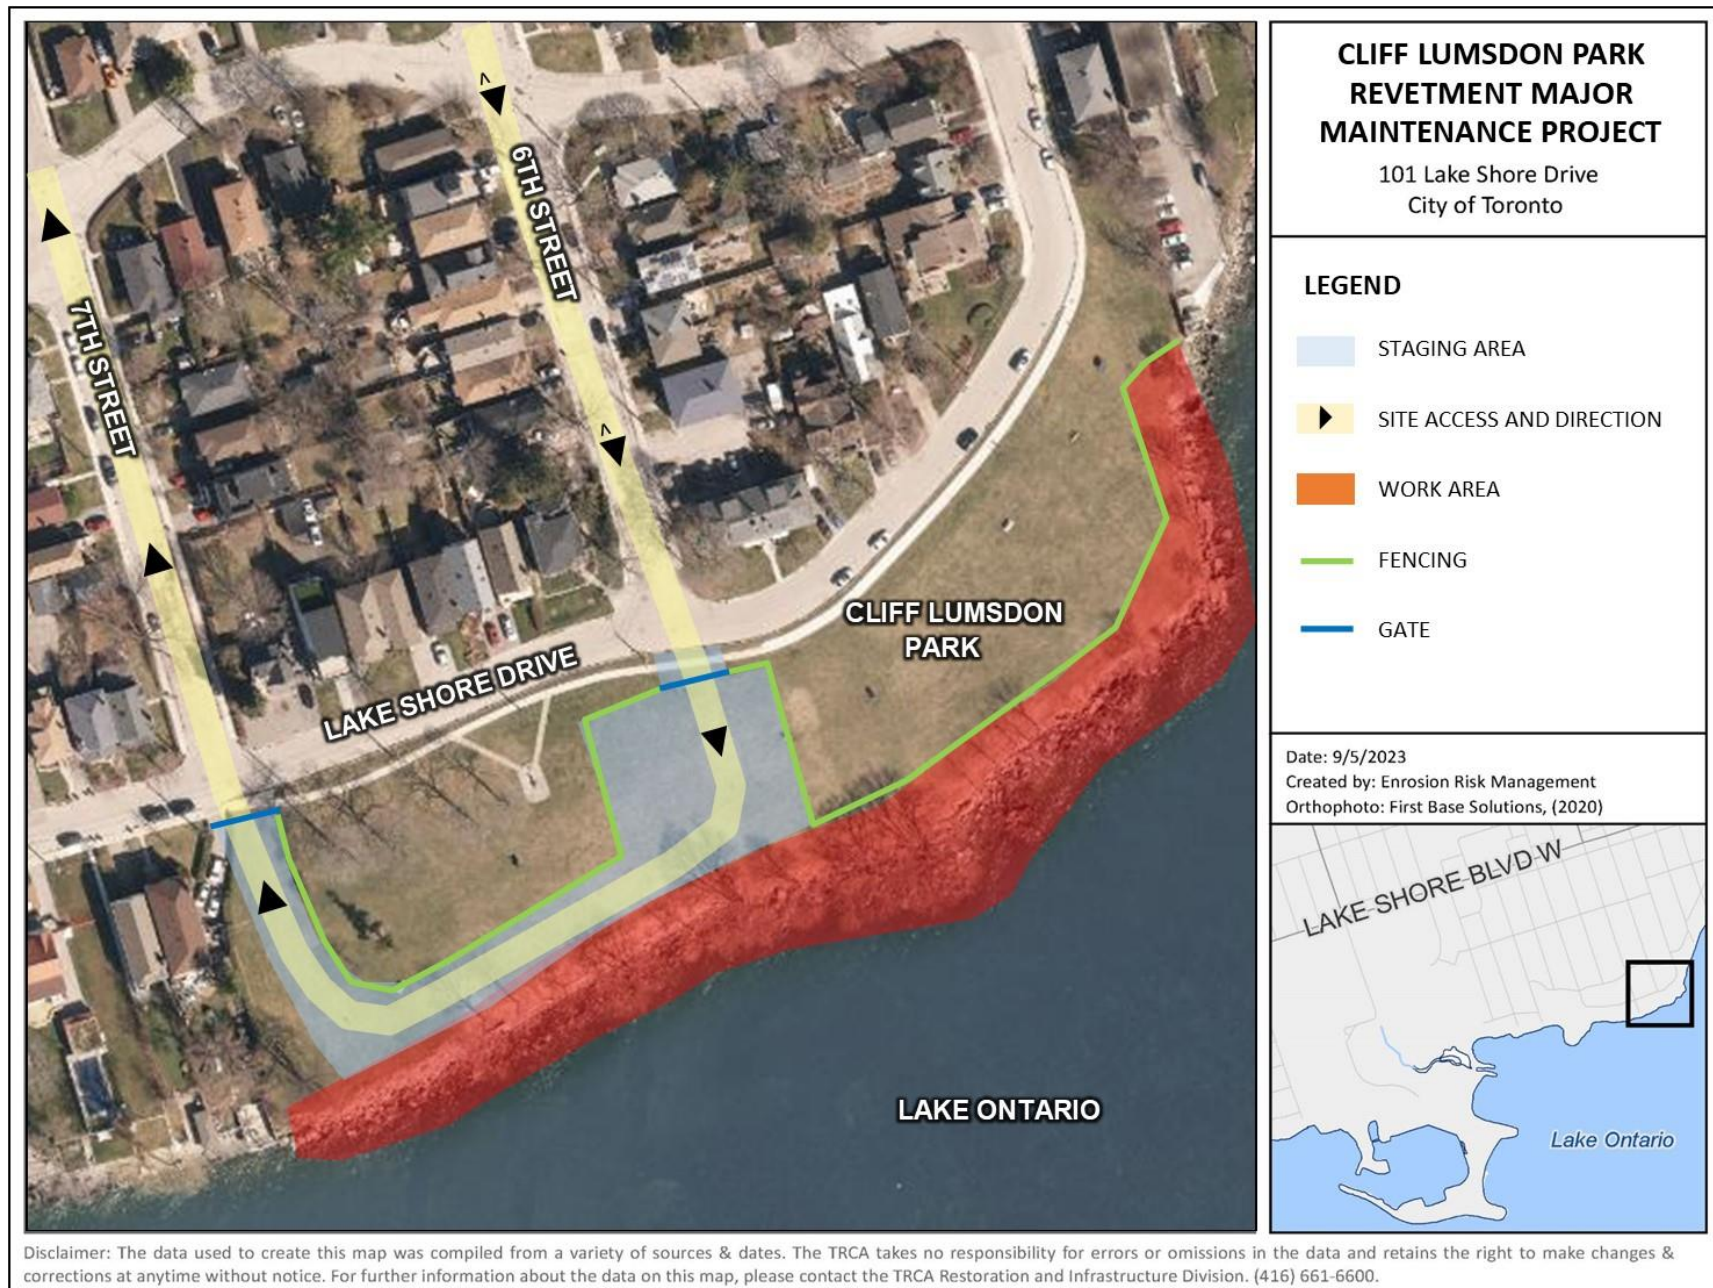 CLIFF LUMSDON PARK
REVETMENT MAJOR
MAINTENANCE PROJECT
101 Lake Shore Drive
City of Toronto
LEGEND
STAGING AREA
SITE ACCESS AND DIRECTION
WORK AREA
FENCING
GATE
Date: 9/5/2023
Created by: Enrosion Risk Management
Orthophoto: First Base Solutions, (2020)
LAKE SHORE BLVD W
Lake Ontario
6TH STREET
7TH STREET
LAKE SHORE DRIVE
CLIFF LUMSDON
PARK
LAKE ONTARIO
Disclaimer: The data used to create this map was compiled from a variety of sources & dates. The TRCA takes no responsibility for errors or omissions in the data and retains the right to make changes &
corrections at anytime without notice. For further information about the data on this map, please contact the TRCA Restoration and Infrastructure Division. (416) 661-6600.